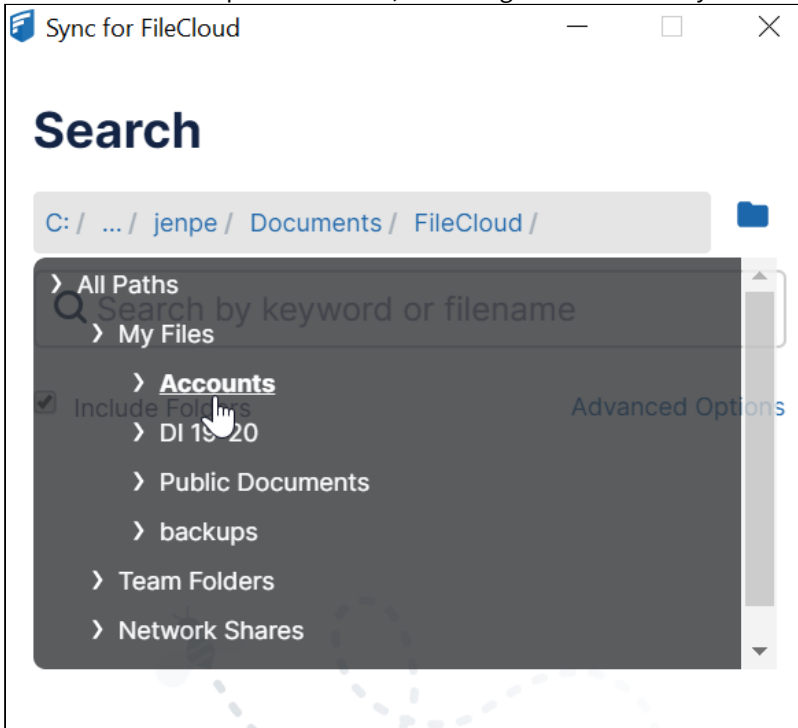 Sync for FileCloud
Search
C: / ... / jenpe / Documents / FileCloud /
All Paths
Search by keyword or filename
My Files
Accounts
Include Folders
Advanced Options
DI 19-20
Public Documents
backups
Team Folders
Network Shares